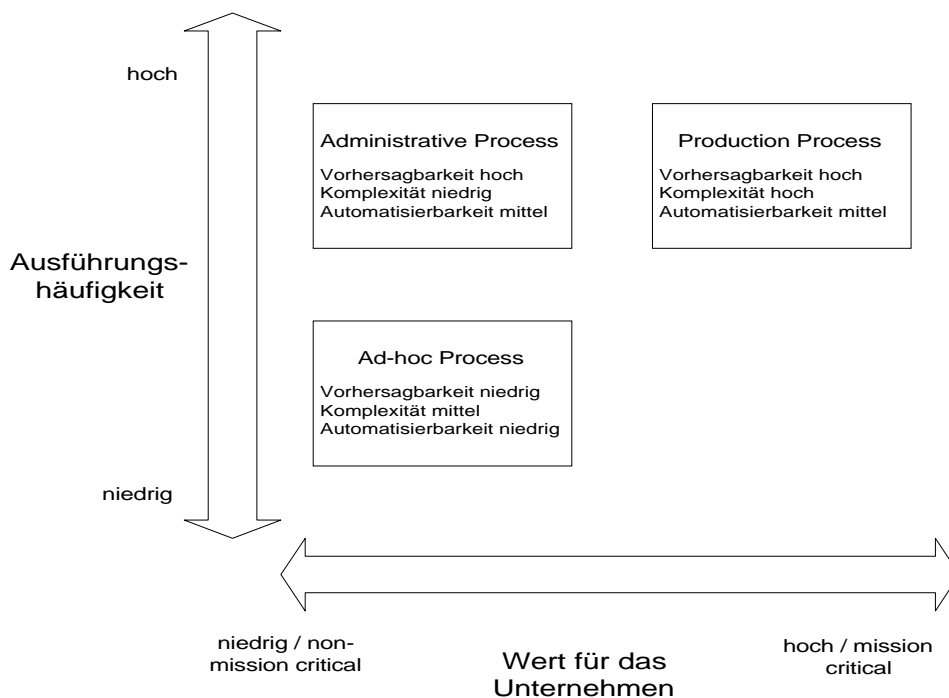 hoch
Administrative Process
Vorhersagbarkeit hoch
Komplexität niedrig
Automatisierbarkeit mittel
Production Process
Vorhersagbarkeit hoch
Komplexität hoch
Automatisierbarkeit mittel
Ausführungs-
häufigkeit
Ad-hoc Process
Vorhersagbarkeit niedrig
Komplexität mittel
Automatisierbarkeit niedrig
niedrig
niedrig / non-
mission critical
Wert für das
Unternehmen
hoch / mission
critical